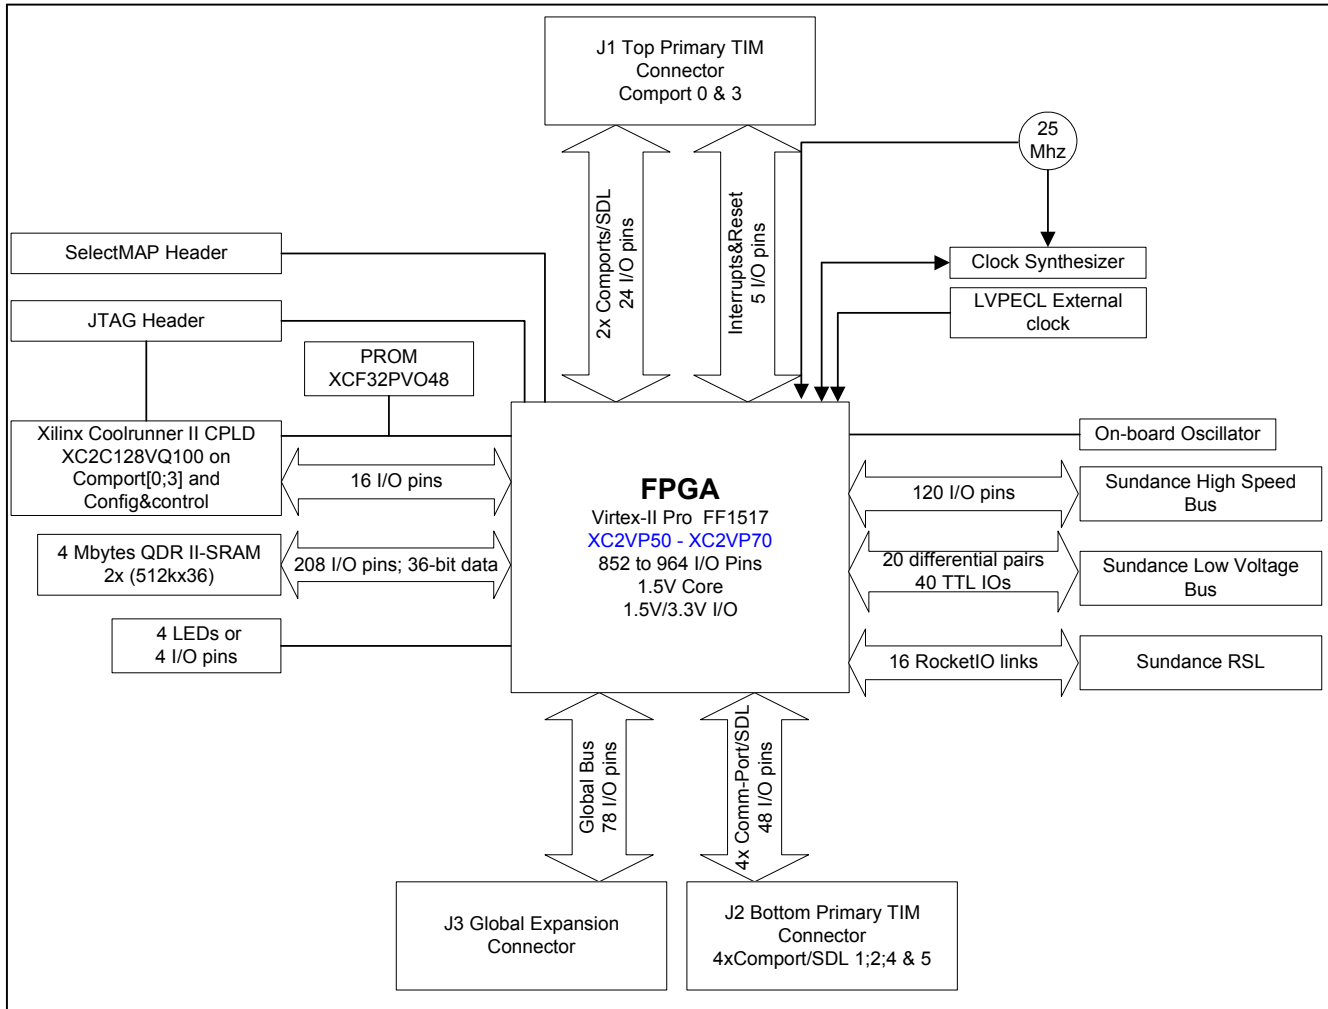 J1 Top Primary TIM
Connector
Comport 0 & 3
25
Mhz
2x Comports/SDL
24 I/O pins
Interrupts&Reset
5 I/O pins
SelectMAP Header
Clock Synthesizer
JTAG Header
LVPECL External
clock
PROM
XCF32PVO48
Xilinx Coolrunner II CPLD
XC2C128VQ100 on
Comport[0;3] and
Config&control
16 I/O pins
On-board Oscillator
FPGA
Virtex-II Pro  FF1517
XC2VP50 - XC2VP70
852 to 964 I/O Pins
1.5V Core
1.5V/3.3V I/O
120 I/O pins
Sundance High Speed
Bus
4 Mbytes QDR II-SRAM
2x (512kx36)
208 I/O pins; 36-bit data
20 differential pairs
40 TTL IOs
Sundance Low Voltage
Bus
4 LEDs or
4 I/O pins
16 RocketIO links
Sundance RSL
Global Bus
78 I/O pins
4x Comm-Port/SDL
48 I/O pins
J3 Global Expansion
Connector
J2 Bottom Primary TIM
Connector
4xComport/SDL 1;2;4 & 5